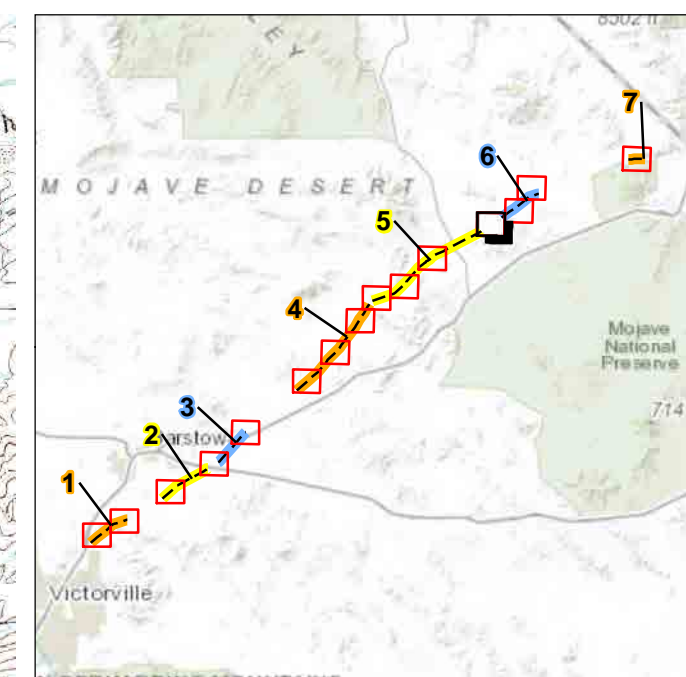 8502 ft
L E Y
7
6
M O J A V E   D E S E R T
5
4
Mojave
National
Preserve
714
3
2
arstow
1
Victorville